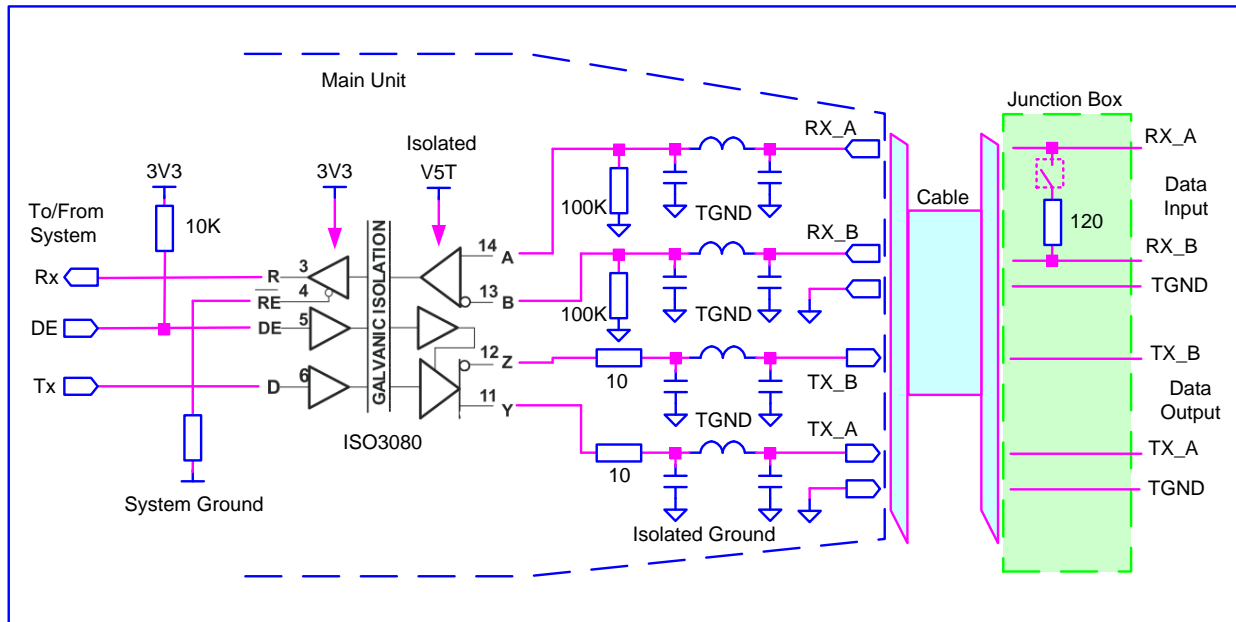 Main Unit
Junction Box
RX_A
RX_A
Isolated
3V3
3V3
V5T
Cable
Data
Input
To/From
System
10K
100K
TGND
120
RX_B
RX_B
GALVANIC ISOLATION
14
A
Rx
R
3
4
RE
13
B
TGND
100K
TGND
DE
DE
5
12
Z
TX_B
Tx
D
6
11
Y
10
TX_B
Data
Output
TGND
TX_A
ISO3080
TX_A
10
TGND
System Ground
Isolated Ground